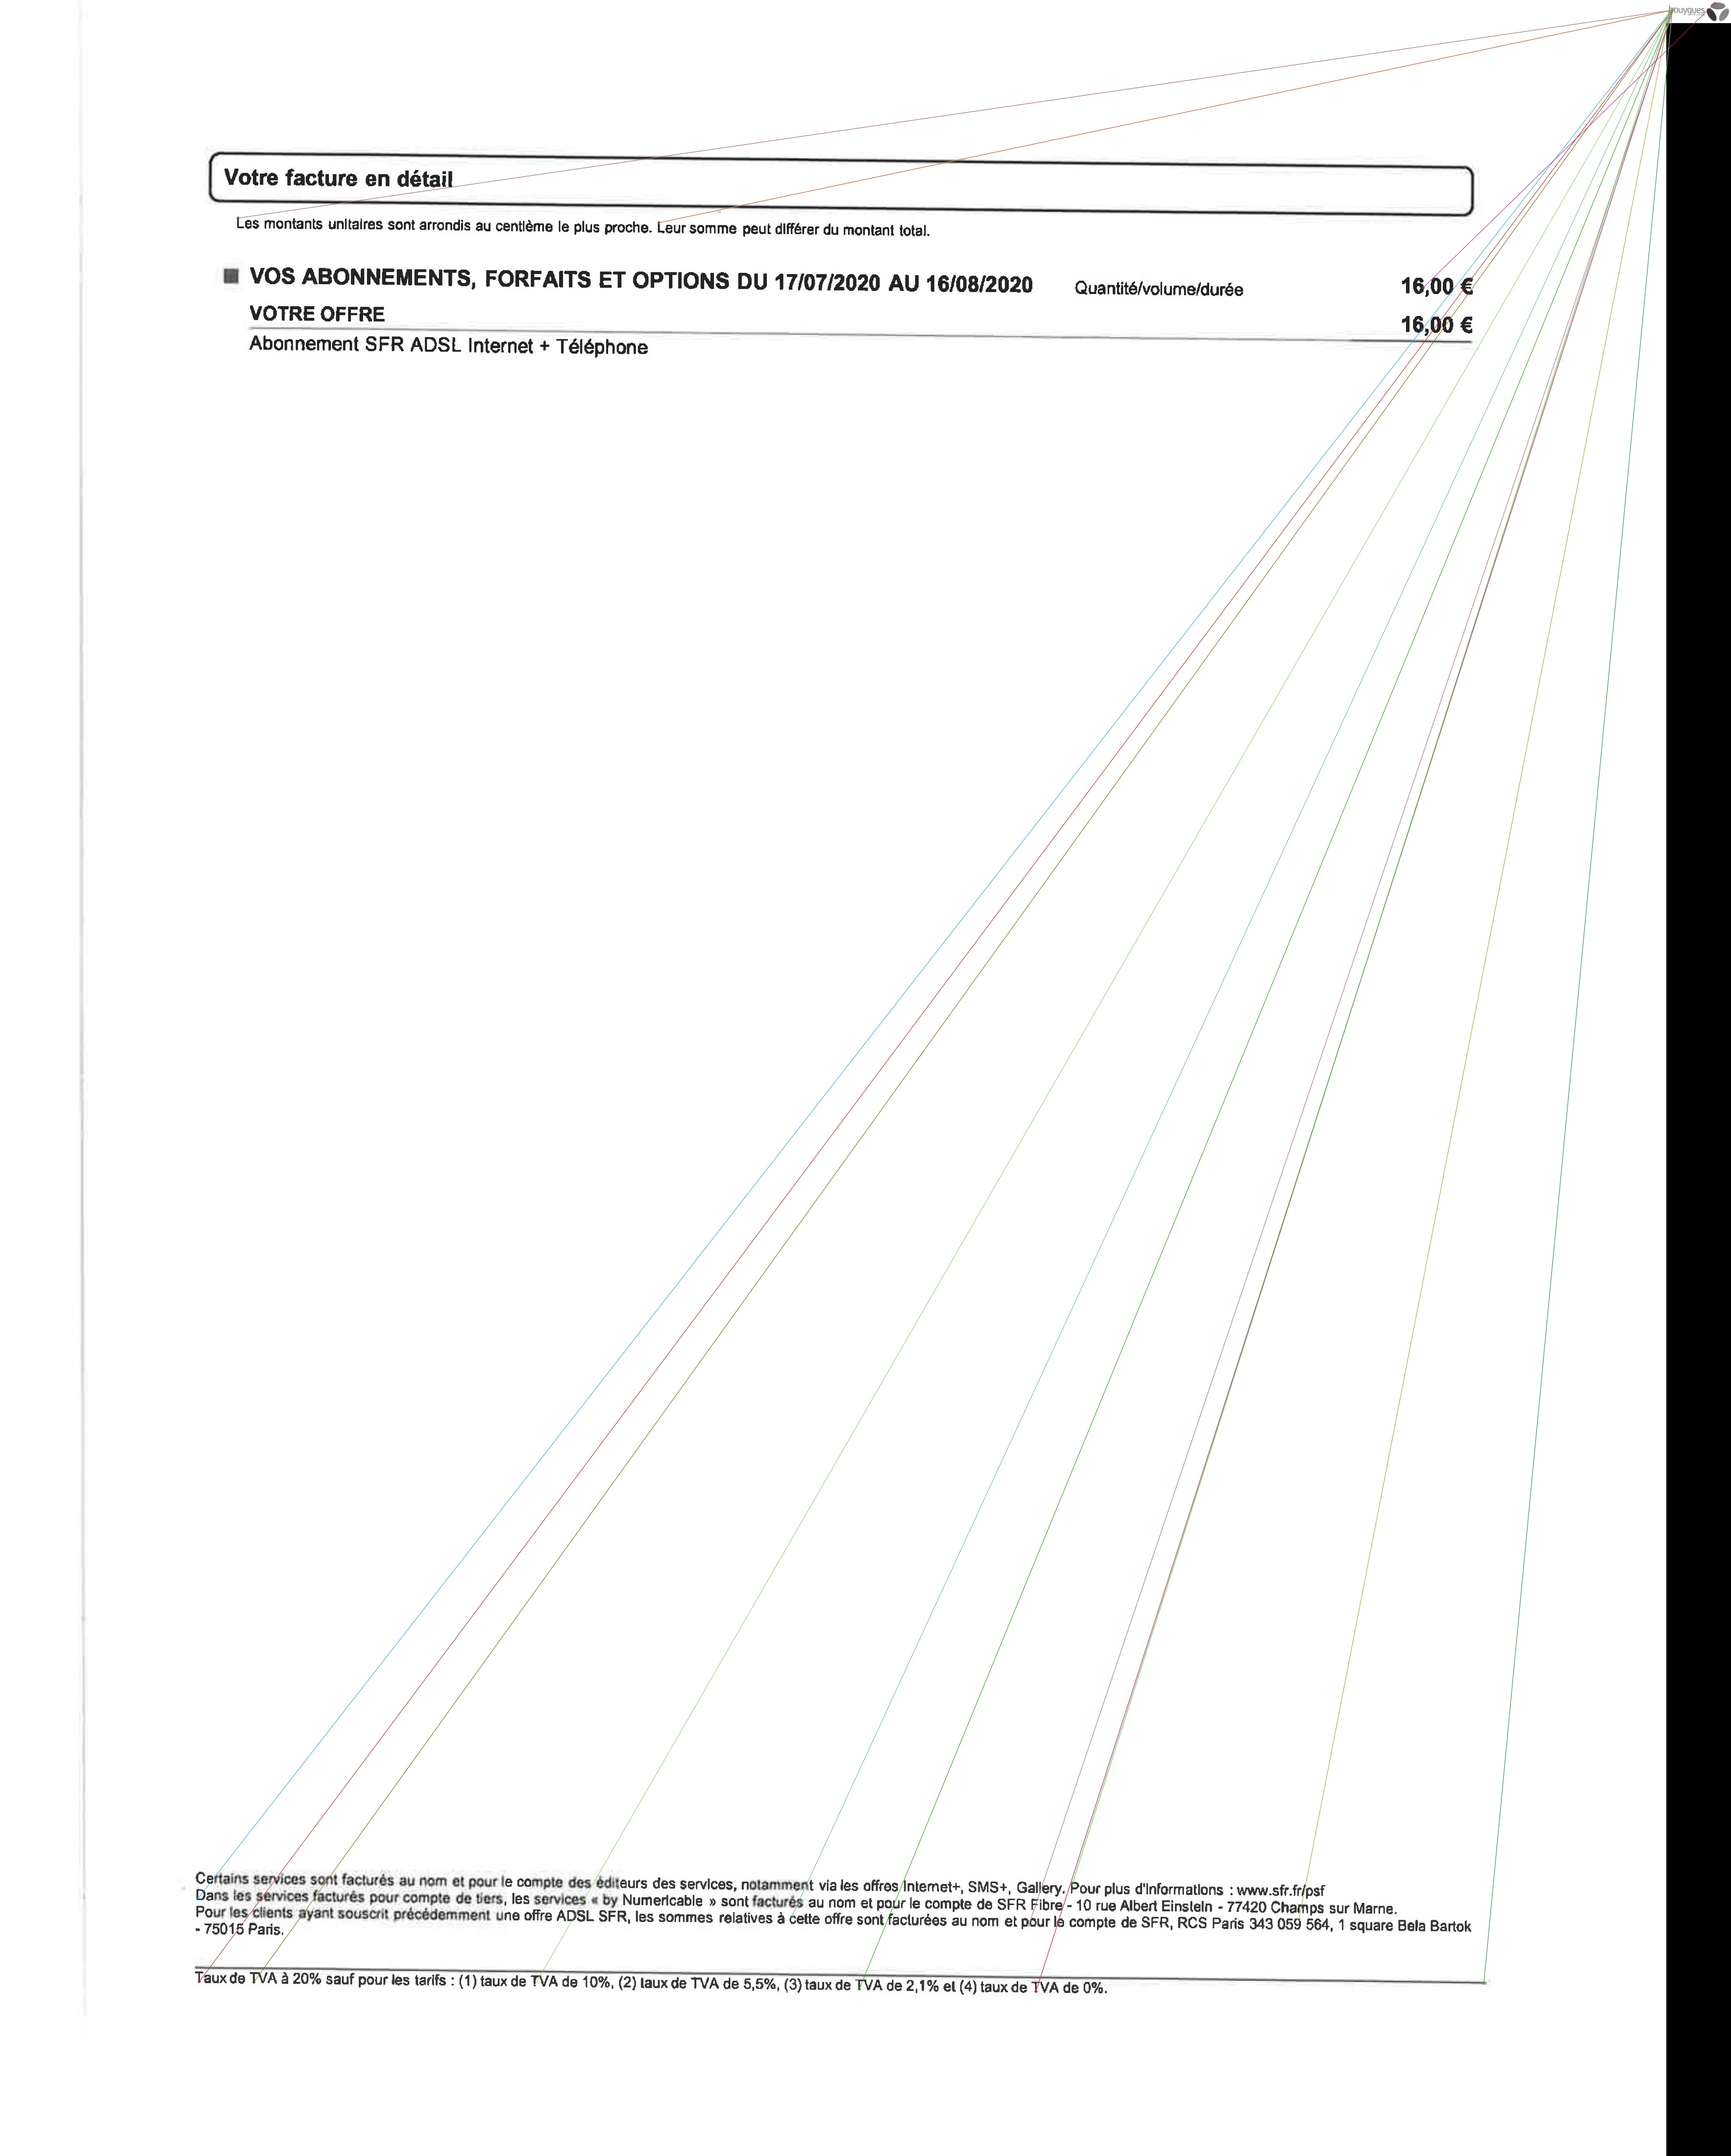 Votre facture en détail
Les montants unitaires sont arrondis au centième le plus proche. Leur somme peut différer du montant total.
VOS ABONNEMENTS, FORFAITS ET OPTIONS DU 17/07/2020 AU 16/08/2020 Quantité/volume/durée 16,00 €
VOTRE OFFRE 16,00 €
Abonnement SFR ADSL Internet + Téléphone
Certains services sont facturés au nom et pour le compte des éditeurs des services, notamment via les offres Internet+, SMS+, Gallery. Pour plus d'informations : www.sfr.fr/psf
Dans les services facturés pour compte de tiers, les services « by Numericable » sont facturés au nom et pour le compte de SFR Fibre - 10 rue Albert Einstein - 77420 Champs sur Marne.
Pour les clients ayant souscrit précédemment une offre ADSL SFR, les sommes relatives à cette offre sont facturées au nom et pour le compte de SFR, RCS Paris 343 059 564, 1 square Bela Bartok
- 75015 Paris.
Taux de TVA à 20% sauf pour les tarifs : (1) taux de TVA de 10%, (2) taux de TVA de 5,5%, (3) taux de TVA de 2,1% et (4) taux de TVA de 0%.